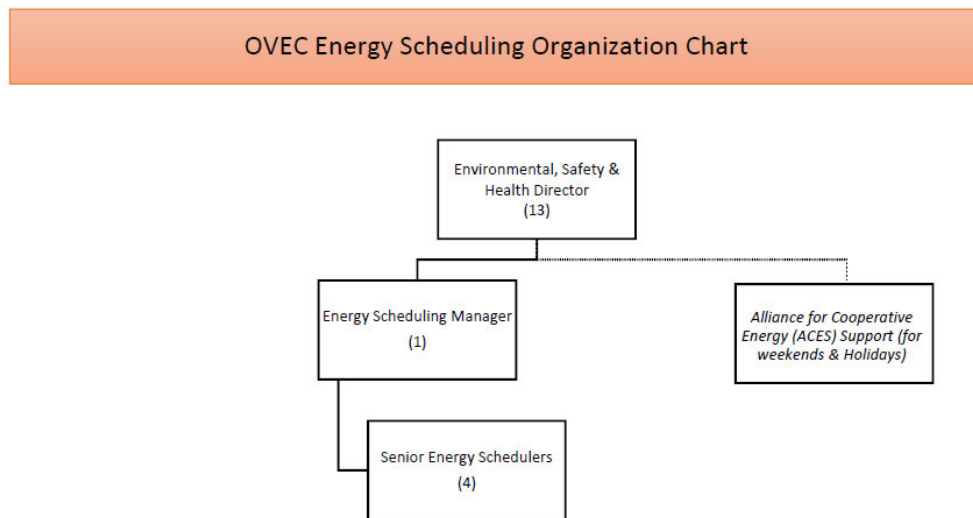 OVEC Energy Scheduling Organization Chart
Environmental, Safety &
Health Director
(13)
Energy Scheduling Manager
(1)
Alliance for Cooperative
Energy (ACES) Support (for
weekends & Holidays)
Senior Energy Schedulers
(4)